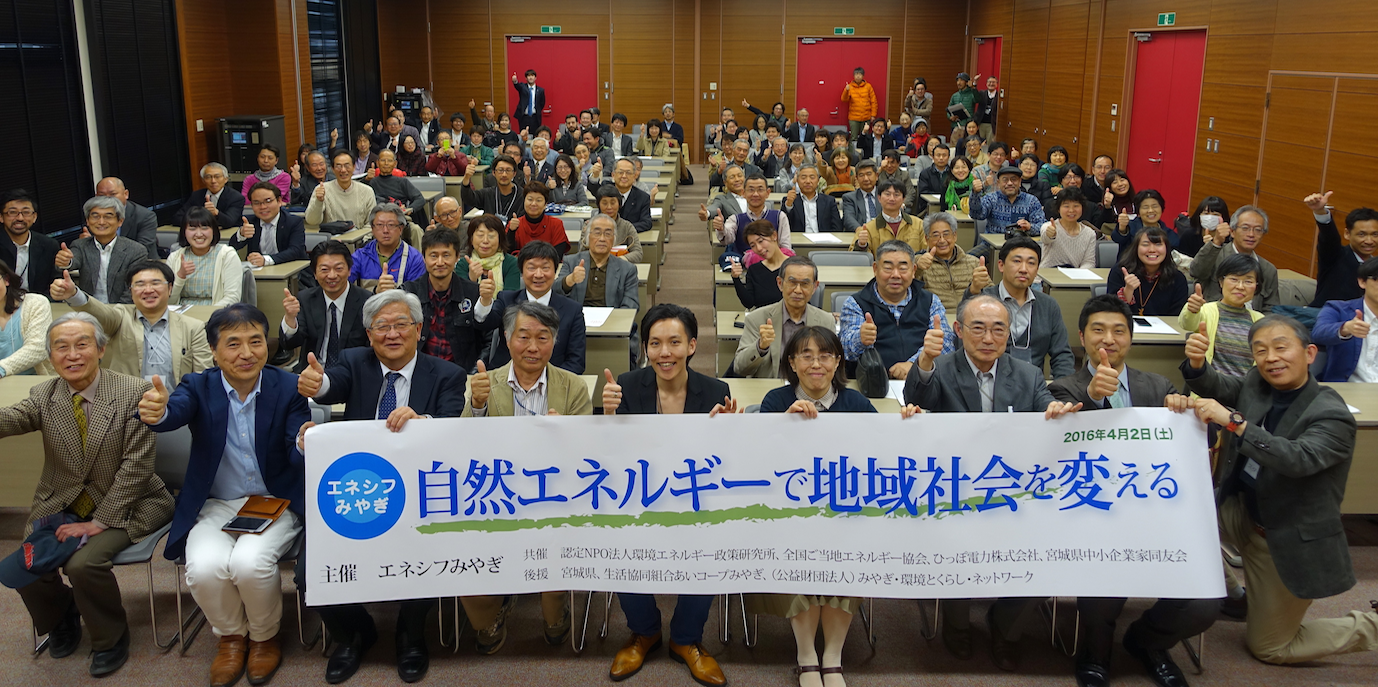 2016年4月2日(土)
エネシフ
みやぎ
自然エネルギーで地域社会を変える
主催 エネシフみやぎ
共催 認定NPO法人環境エネルギー政策研究所、全国ご当地エネルギー協会、ひっぽ電力株式会社、宮城県中小企業家同友会
後援 宮城県、生活協同組合あいコープみやぎ、(公益財団法人)みやぎ・環境とくらし・ネットワーク